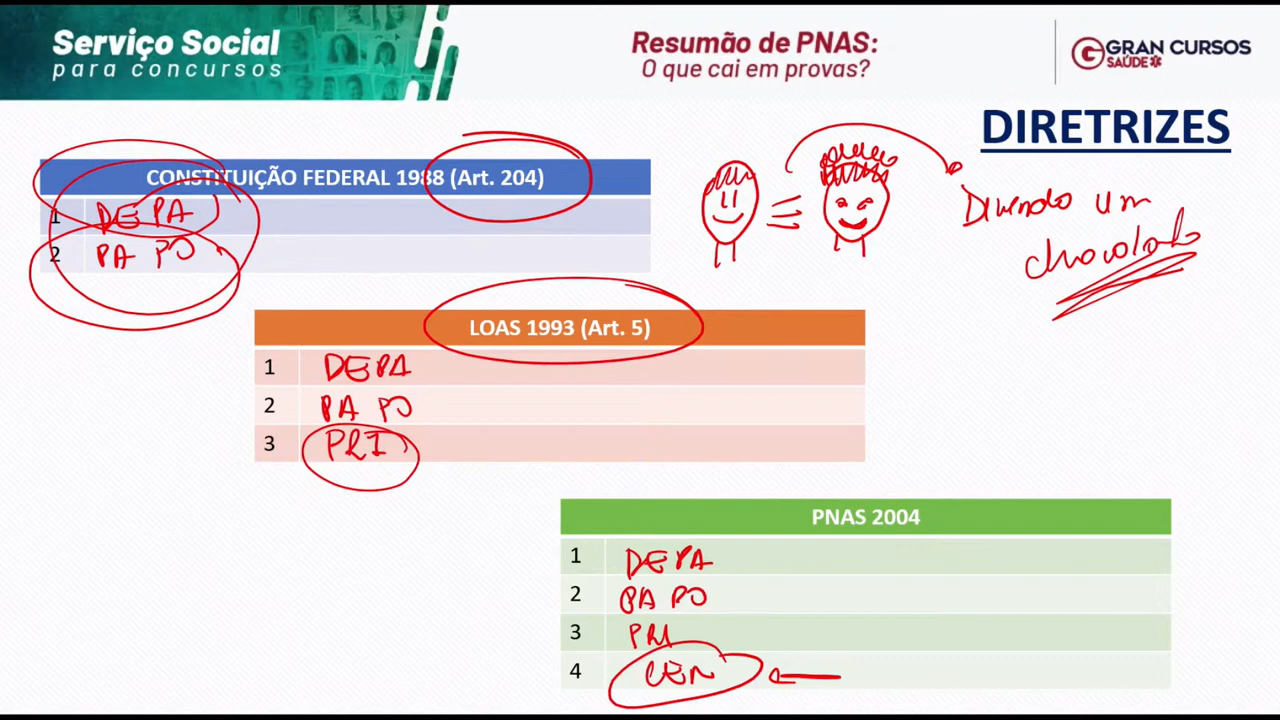 Serviço Social
para concursos
Resumão de PNAS:
O que cai em provas?
GRAN CURSOS
SAÚDE
DIRETRIZES
CONSTITUIÇÃO FEDERAL 1988 (Art. 204)
1 DEPA
2 PA PO
um
LOAS 1993 (Art. 5)
1 DEPA
2 PA PO
3 PRI
PNAS 2004
1 DEPA
2 PA PO
3 PRI
4 CEN